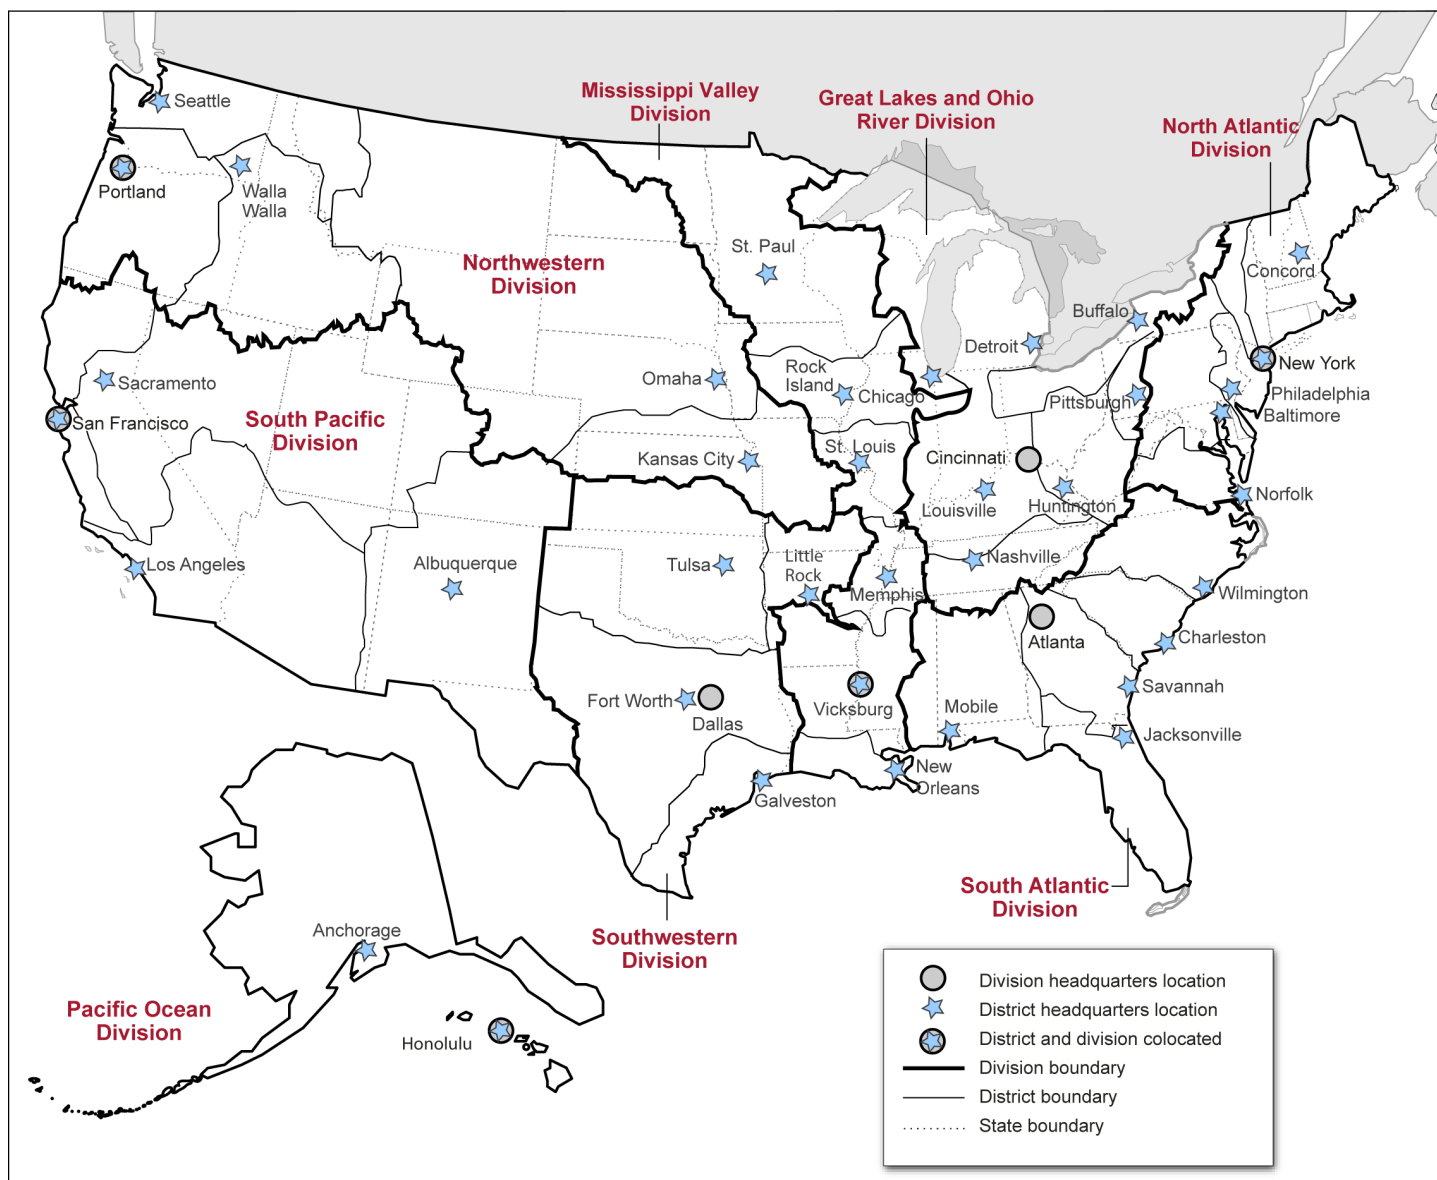 Mississippi Valley
Division
Great Lakes and Ohio
River Division
North Atlantic
Division
Seattle
Portland
Walla
Walla
St. Paul
Concord
Northwestern
Division
Buffalo
Detroit
New York
Sacramento
Omaha
Rock
Island
Chicago
Pittsburgh
Philadelphia
Baltimore
San Francisco
South Pacific
Division
Kansas City
St. Louis
Cincinnati
Louisville
Huntington
Norfolk
Los Angeles
Albuquerque
Tulsa
Little
Rock
Memphis
Nashville
Wilmington
Atlanta
Charleston
Fort Worth
Dallas
Vicksburg
Mobile
Savannah
Jacksonville
Galveston
New
Orleans
South Atlantic
Division
Southwestern
Division
Anchorage
Pacific Ocean
Division
Honolulu
Division headquarters location
District headquarters location
District and division colocated
Division boundary
District boundary
State boundary